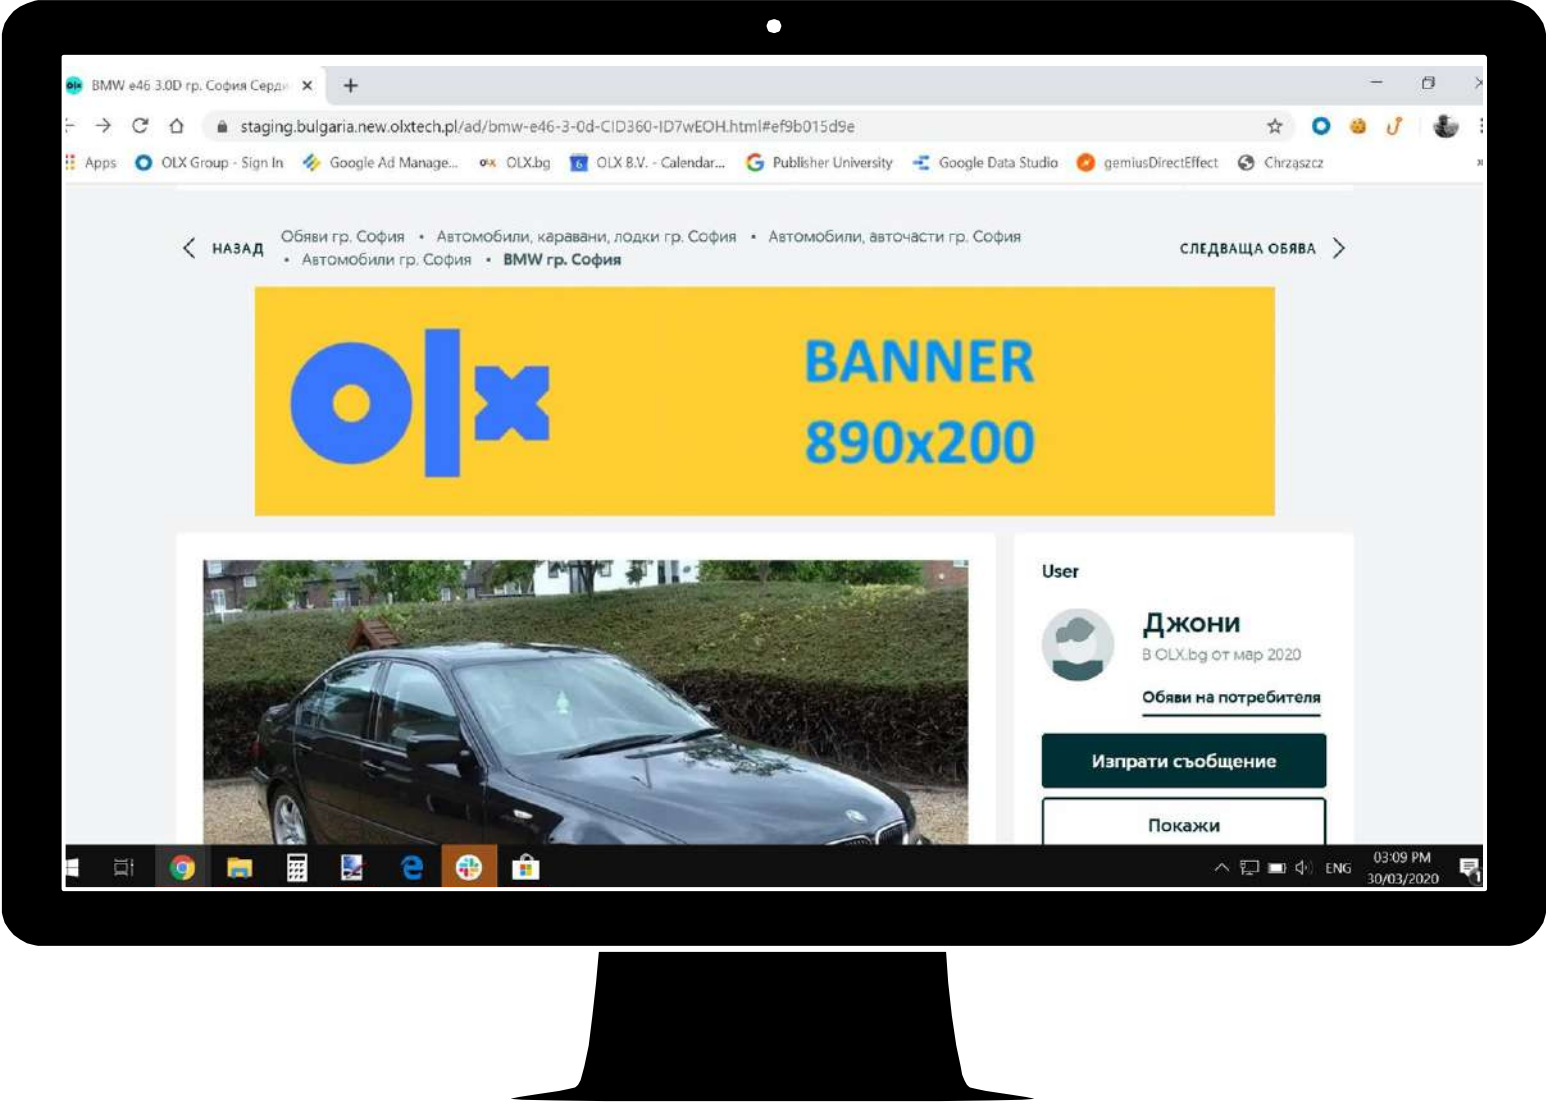 BMW e46 3.0D гр. София Серди
staging.bulgaria.new.olxtech.pl/ad/bmw-e46-3-0d-CID360-ID7wEOH.html#ef9b015d9e
Apps OLX Group - Sign In Google Ad Manage... OLX.bg OLX B.V. - Calendar... Publisher University Google Data Studio gemiusDirectEffect Chrząszcz
НАЗАД
Обяви гр. София • Автомобили, каравани, лодки гр. София • Автомобили, авточасти гр. София
• Автомобили гр. София • BMW гр. София
СЛЕДВАЩА ОБЯВА
olx
BANNER
890x200
User
Джони
В OLX.bg от мар 2020
Обяви на потребителя
Изпрати съобщение
Покажи
ENG
03:09 PM
30/03/2020